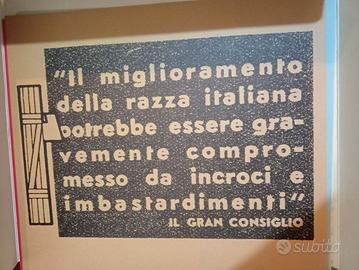 "Il miglioramento
della razza italiana
potrebbe essere gra-
vemente compro-
messo da incroci e
imbastardimenti"
IL GRAN CONSIGLIO
subito